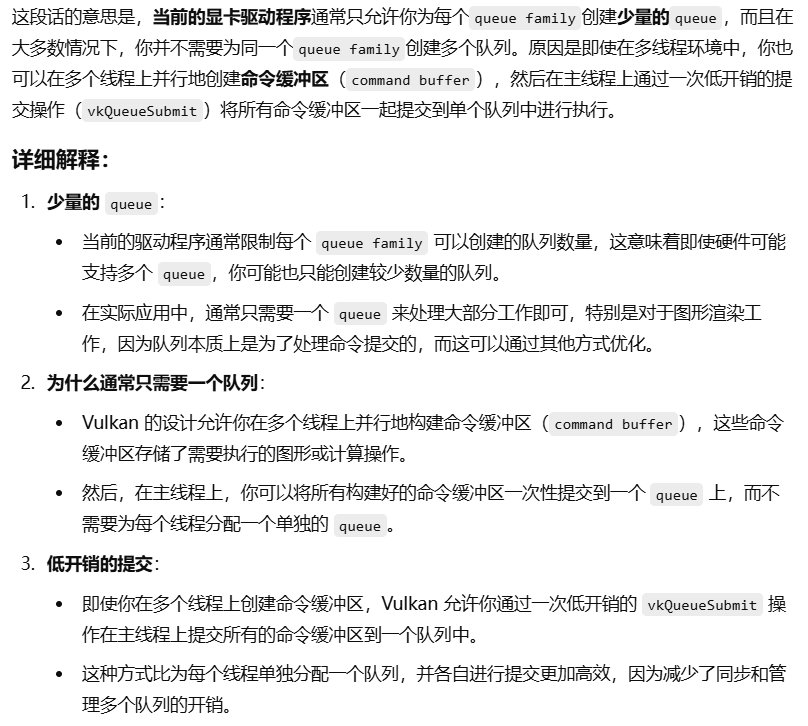 这段话的意思是，当前的显卡驱动程序通常只允许你为每个 queue family 创建少量的 queue，而且在
大多数情况下，你并不需要为同一个 queue family 创建多个队列。原因是即使在多线程环境中，你也
可以在多个线程上并行地创建命令缓冲区（ command buffer ），然后在主线程上通过一次低开销的提
交操作（ vkQueueSubmit ）将所有命令缓冲区一起提交到单个队列中进行执行。
详细解释：
1. 少量的 queue：
• 当前的驱动程序通常限制每个 queue family 可以创建的队列数量，这意味着即使硬件可能
支持多个 queue，你可能也只能创建较少数量的队列。
• 在实际应用中，通常只需要一个 queue 来处理大部分工作即可，特别是对于图形渲染工
作，因为队列本质上是为了处理命令提交的，而这可以通过其他方式优化。
2. 为什么通常只需要一个队列：
• Vulkan 的设计允许你在多个线程上并行地构建命令缓冲区（ command buffer ），这些命令
缓冲区存储了需要执行的图形或计算操作。
• 然后，在主线程上，你可以将所有构建好的命令缓冲区一次性提交到一个 queue 上，而不
需要为每个线程分配一个单独的 queue。
3. 低开销的提交：
• 即使你在多个线程上创建命令缓冲区，Vulkan 允许你通过一次低开销的 vkQueueSubmit 操
作在主线程上提交所有的命令缓冲区到一个队列中。
• 这种方式比为每个线程单独分配一个队列，并各自进行提交更加高效，因为减少了同步和管
理多个队列的开销。